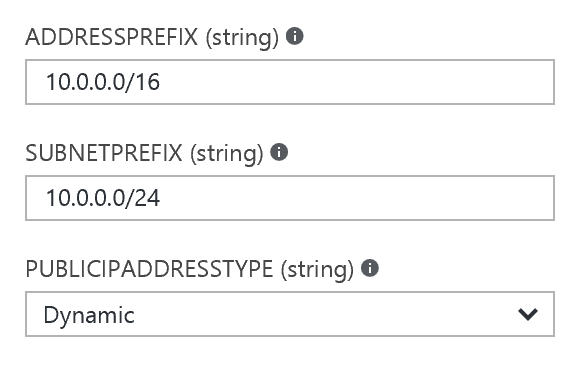 ADDRESSPREFIX (string)
10.0.0.0/16
SUBNETPREFIX (string)
10.0.0.0/24
PUBLICIPADDRESSTYPE (string)
Dynamic